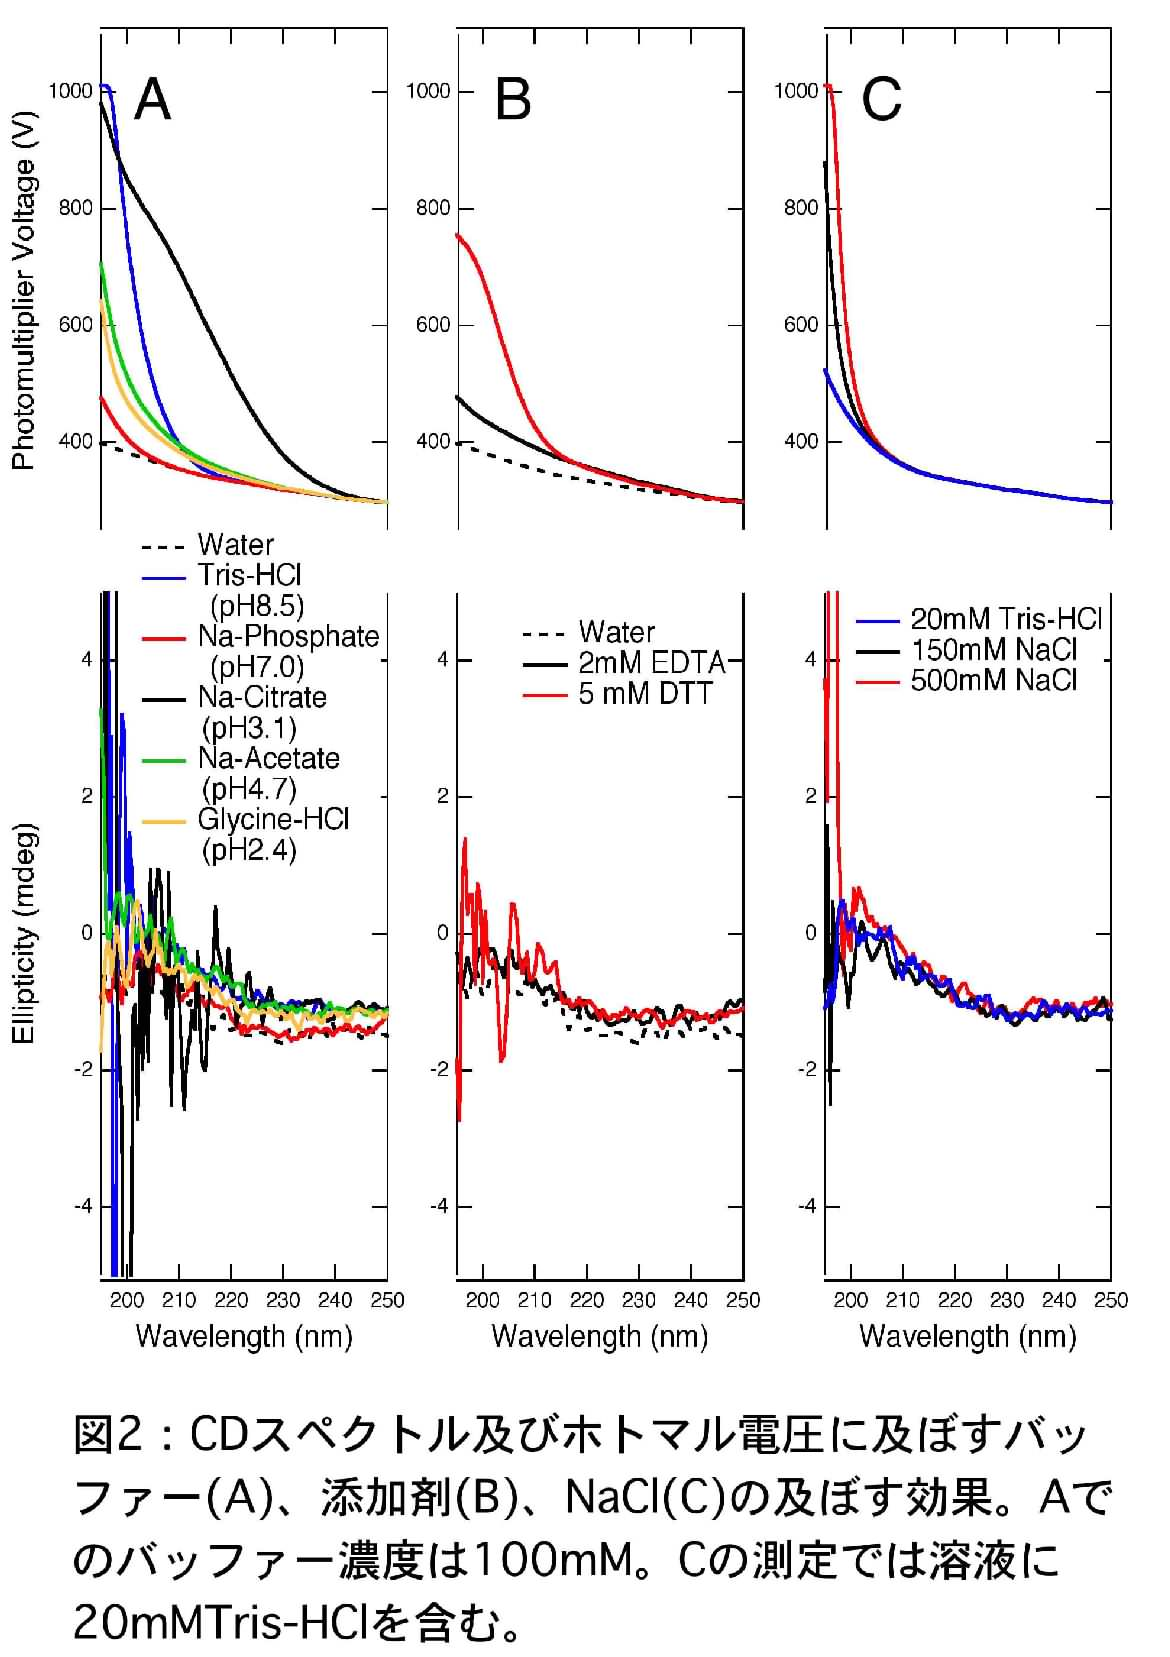 A
B
C
Photomultiplier Voltage (V)
1000
800
600
400
1000
800
600
400
1000
800
600
400
Water
Tris-HCl
(pH8.5)
Na-Phosphate
(pH7.0)
Na-Citrate
(pH3.1)
Na-Acetate
(pH4.7)
Glycine-HCl
(pH2.4)
Water
2mM EDTA
5 mM DTT
20mM Tris-HCl
150mM NaCl
500mM NaCl
Ellipticity (mdeg)
4
2
0
-2
-4
4
2
0
-2
-4
4
2
0
-2
-4
200 210 220 230 240 250
200 210 220 230 240 250
200 210 220 230 240 250
Wavelength (nm)
Wavelength (nm)
Wavelength (nm)
図2：CDスペクトル及びホトマル電圧に及ぼすバッ
ファー(A)、添加剤(B)、NaCl(C)の及ぼす効果。Aで
のバッファー濃度は100mM。Cの測定では溶液に
20mMTris-HClを含む。